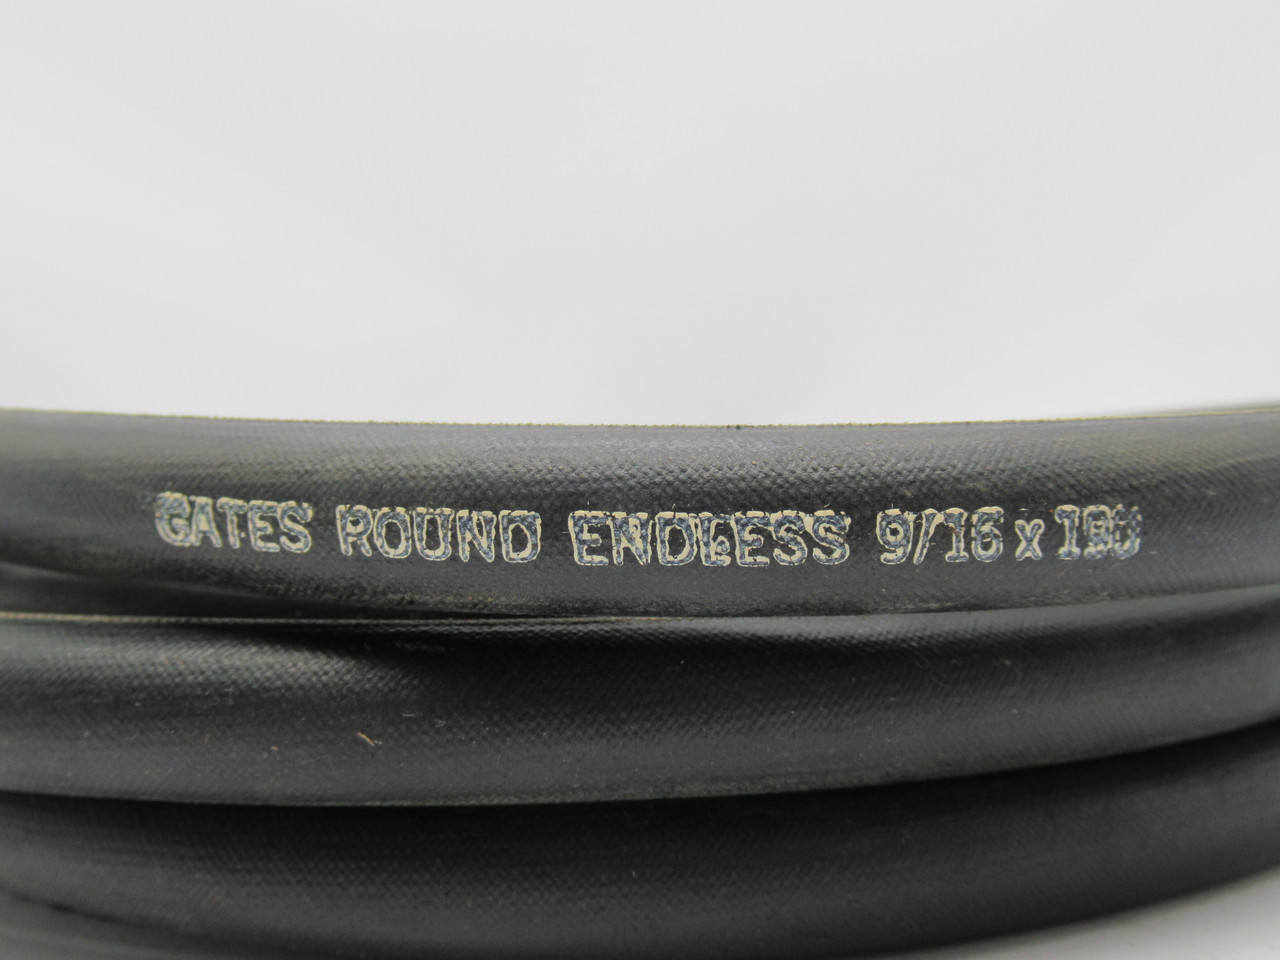 GATES ROUND ENDLESS 9/16 x